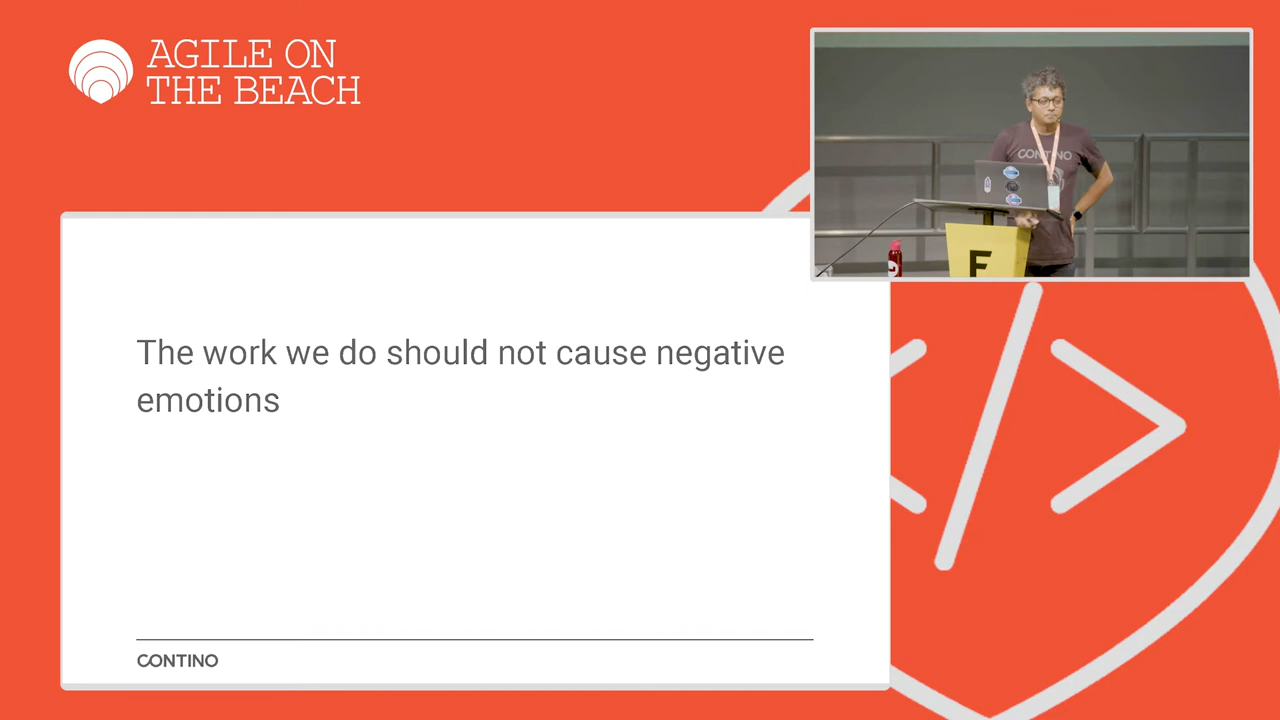 AGILE ON
THE BEACH
CONTINO
F
The work we do should not cause negative
emotions
CONTINO